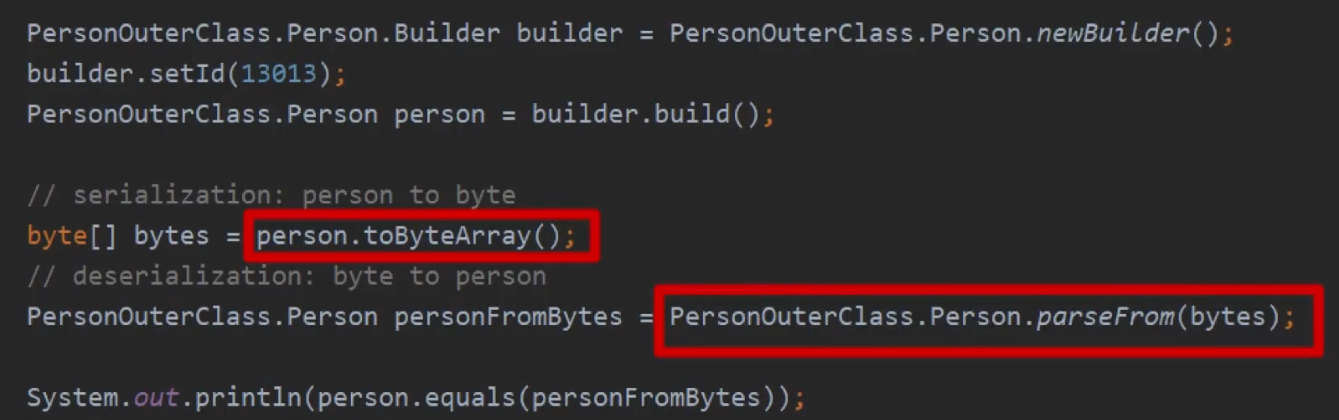 PersonOuterClass.Person.Builder builder = PersonOuterClass.Person.newBuilder();
builder.setId(13013);
PersonOuterClass.Person person = builder.build();
// serialization: person to byte
byte[] bytes = person.toByteArray();
// deserialization: byte to person
PersonOuterClass.Person personFromBytes = PersonOuterClass.Person.parseFrom(bytes);
System.out.println(person.equals(personFromBytes));